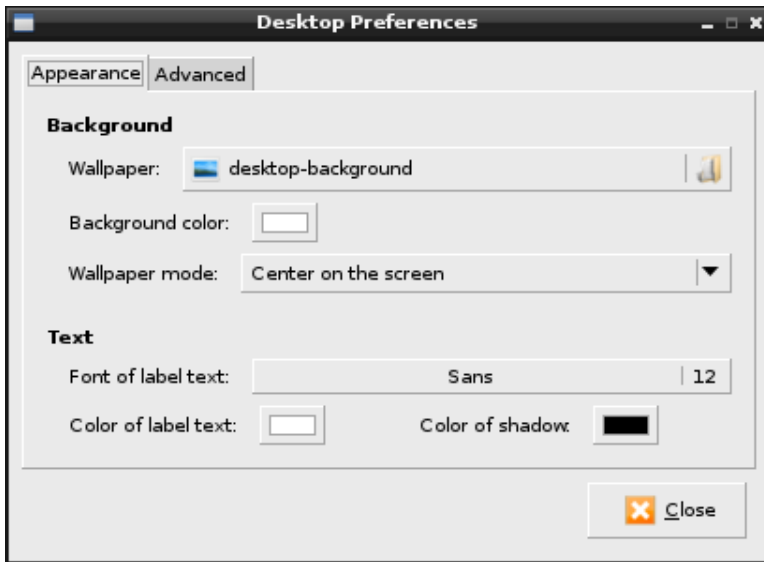 Desktop Preferences
Appearance Advanced
Background
Wallpaper: desktop-background
Background color:
Wallpaper mode: Center on the screen
Text
Font of label text: Sans 12
Color of label text: Color of shadow:
Close